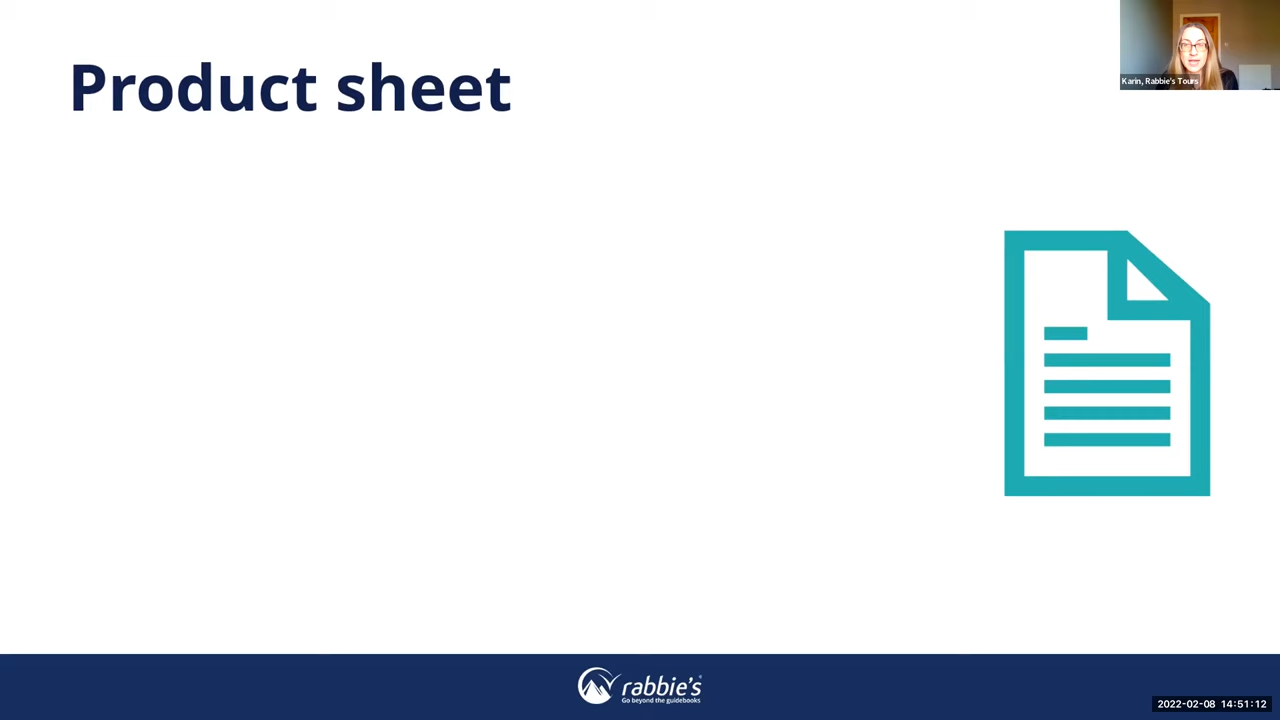 Product sheet
Karin, Rabbie's Tours
rabbie's
Go beyond the guidebooks
2022-02-08 14:51:12